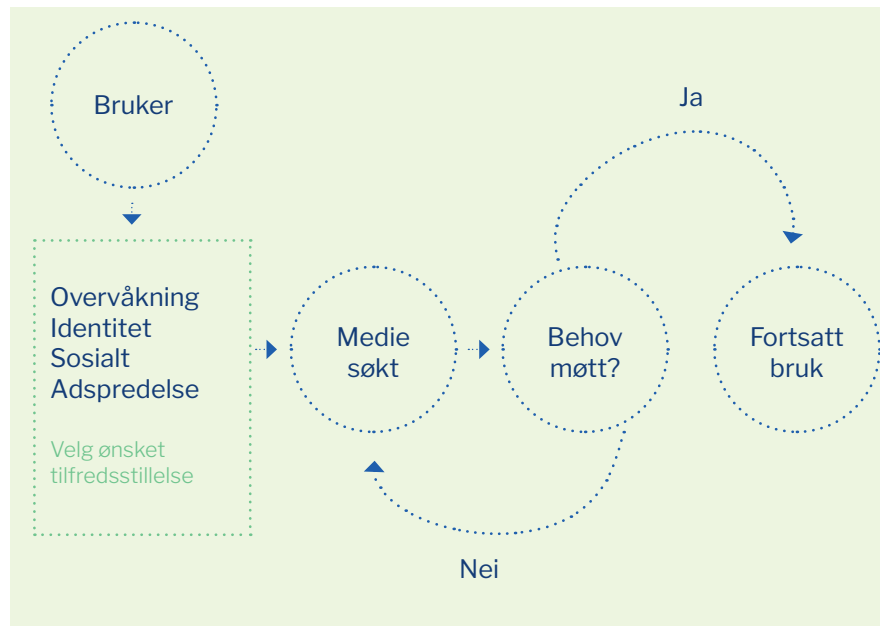 Bruker
Overvåkning
Identitet
Sosialt
Adspredelse
Velg ønsket
tilfredsstillelse
Medie
søkt
Behov
møtt?
Ja
Nei
Fortsatt
bruk